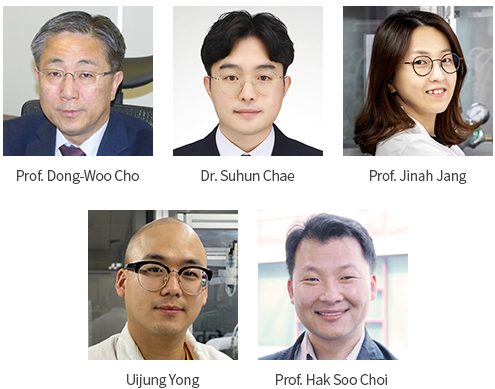 Prof. Dong-Woo Cho
Dr. Suhun Chae
Prof. Jinah Jang
Uijung Yong
Prof. Hak Soo Choi